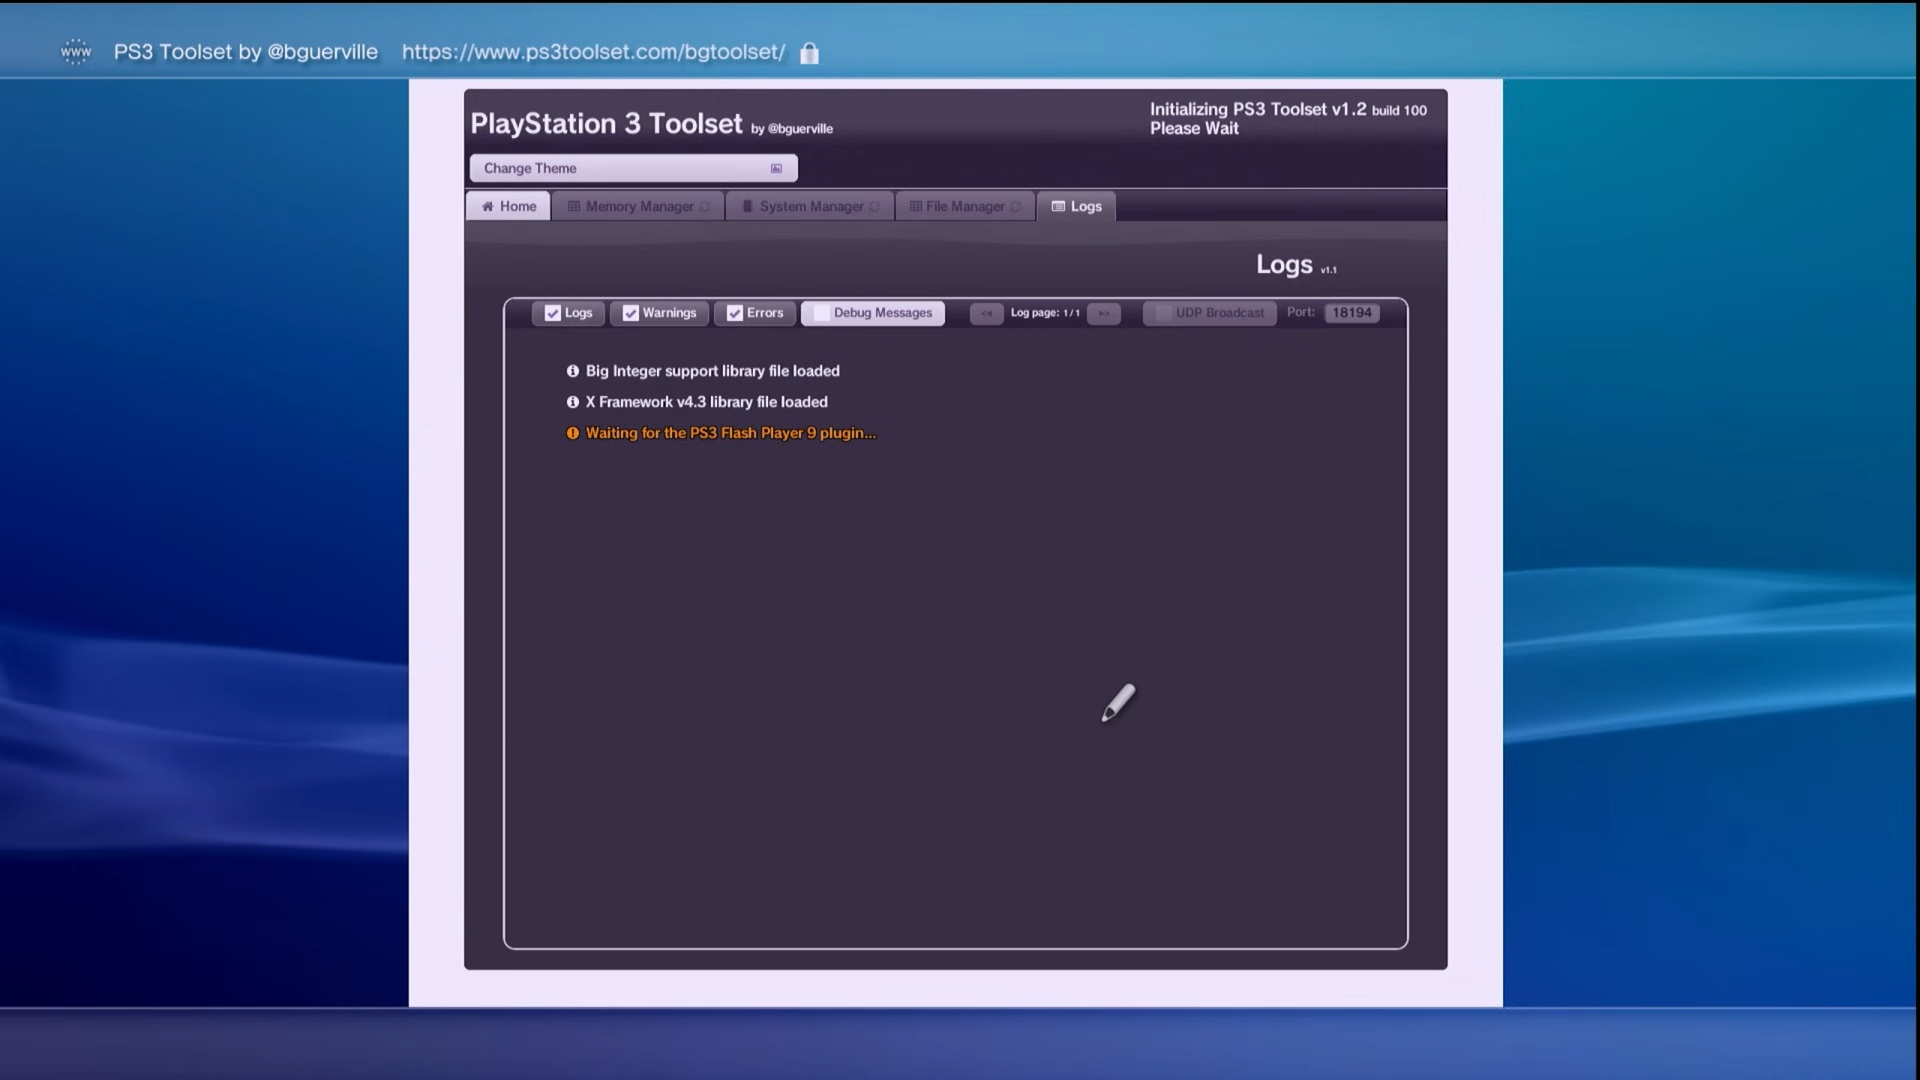 www PS3 Toolset by @bguerville https://www.ps3toolset.com/bgtoolset/
PlayStation 3 Toolset by @bguerville
Initializing PS3 Toolset v1.2 build 100
Please Wait
Change Theme
Home Memory Manager System Manager File Manager Logs
Logs v1.1
Logs Warnings Errors Debug Messages Log page: 1/1 UDP Broadcast Port: 18194
Big Integer support library file loaded
X Framework v4.3 library file loaded
Waiting for the PS3 Flash Player 9 plugin...